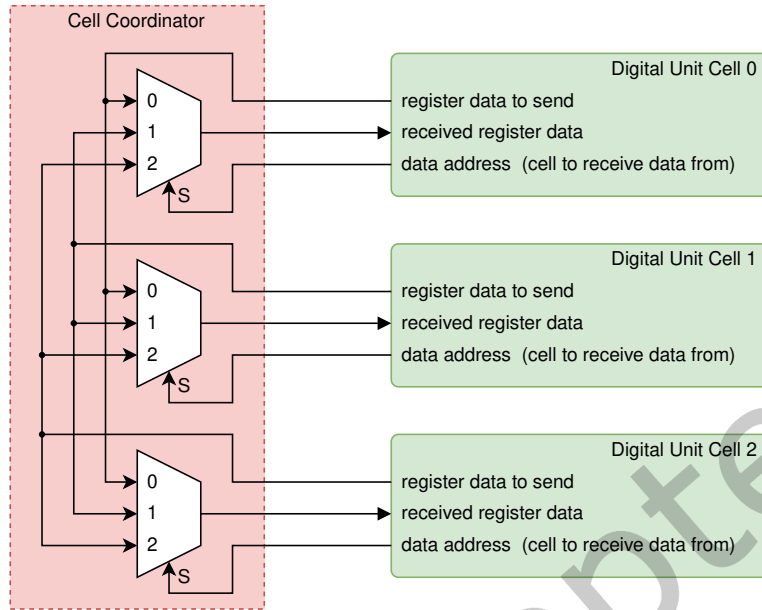 Cell Coordinator
Digital Unit Cell 0
0
register data to send
1
received register data
2
data address (cell to receive data from)
S
Digital Unit Cell 1
0
register data to send
1
received register data
2
data address (cell to receive data from)
S
Digital Unit Cell 2
0
register data to send
1
received register data
2
data address (cell to receive data from)
S